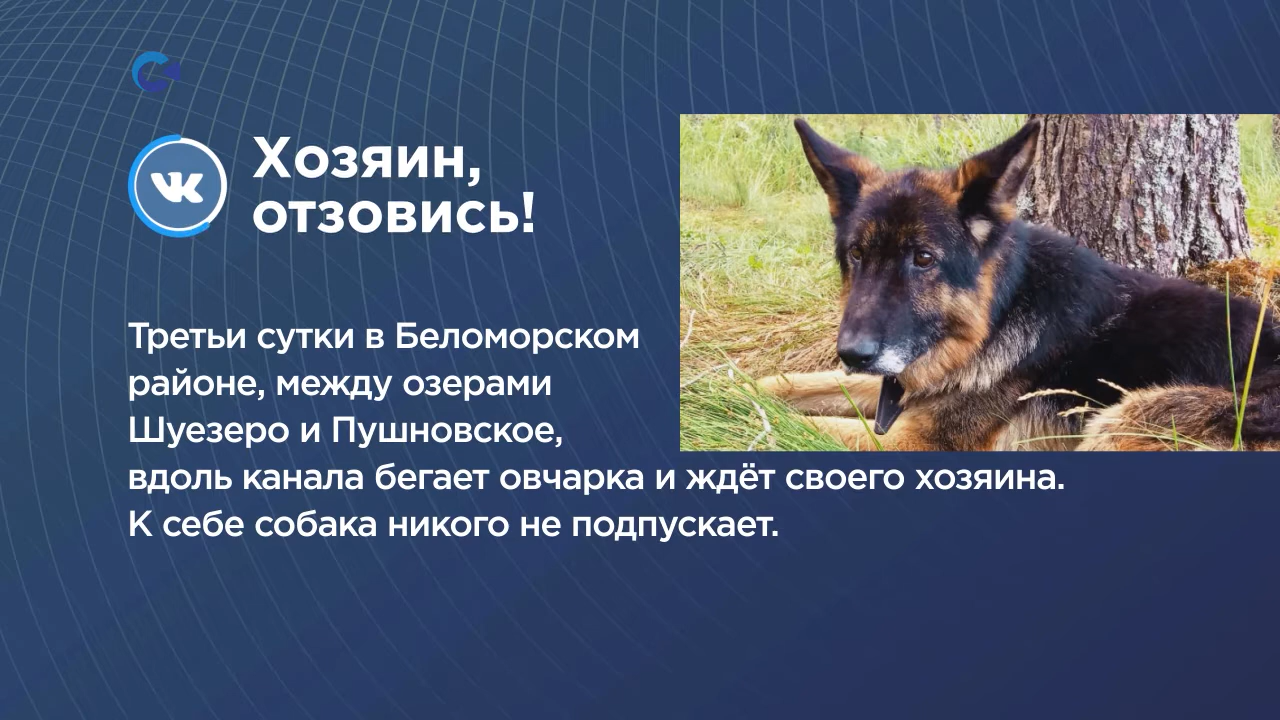 Хозяин,
отзовись!
Третьи сутки в Беломорском
районе, между озерами
Шуезеро и Пушновское,
вдоль канала бегает овчарка и ждёт своего хозяина.
К себе собака никого не подпускает.